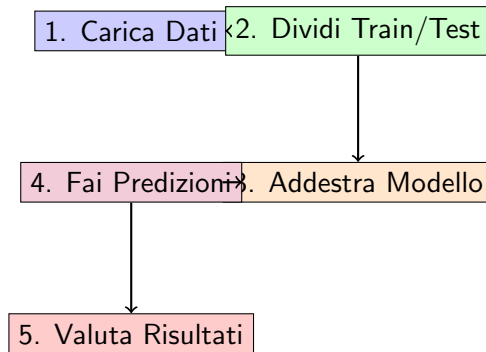 1. Carica Dati
2. Dividi Train/Test
4. Fai Predizioni
3. Addestra Modello
5. Valuta Risultati